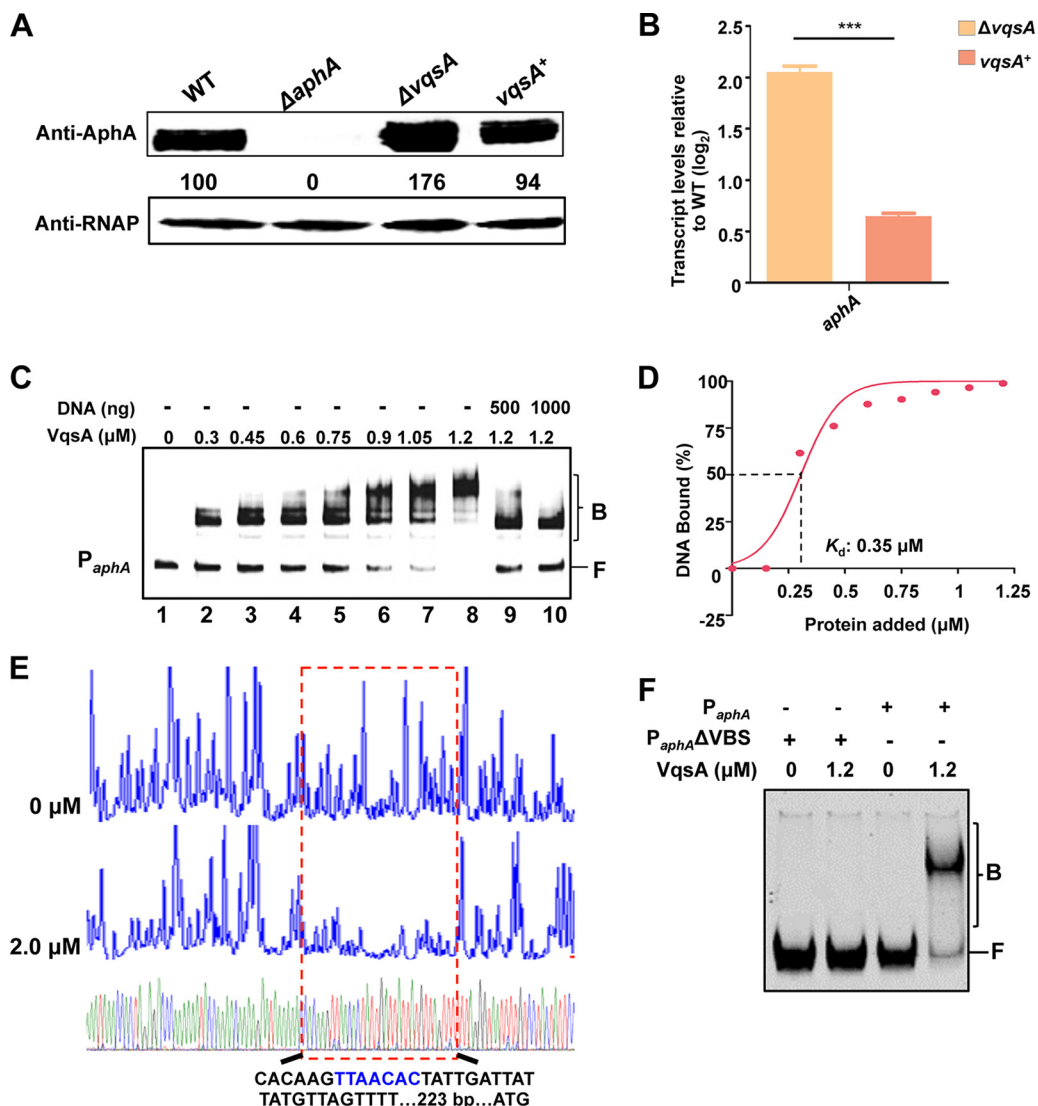 A
WT ΔaphA ΔvqsA vqsA⁺
Anti-AphA
100 0 176 94
Anti-RNAP
B
***
ΔvqsA
vqsA⁺
Transcript levels relative
to WT (log₂)
2.0
1.5
1.0
0.5
0
aphA
C
DNA (ng) - - - - - - - - 500 1000
VqsA (μM) 0 0.3 0.45 0.6 0.75 0.9 1.05 1.2 1.2 1.2
B
PaphA
F
1 2 3 4 5 6 7 8 9 10
D
DNA Bound (%)
100
75
50
25
0
-25
Kd: 0.35 μM
0.25 0.5 0.75 1 1.25
Protein added (μM)
E
0 μM
2.0 μM
CACAAGTTAACACTATTGATTAT
TATGTTAGTTTT...223 bp...ATG
F
PaphA - - + +
PaphAΔVBS + + - -
VqsA (μM) 0 1.2 0 1.2
B
F